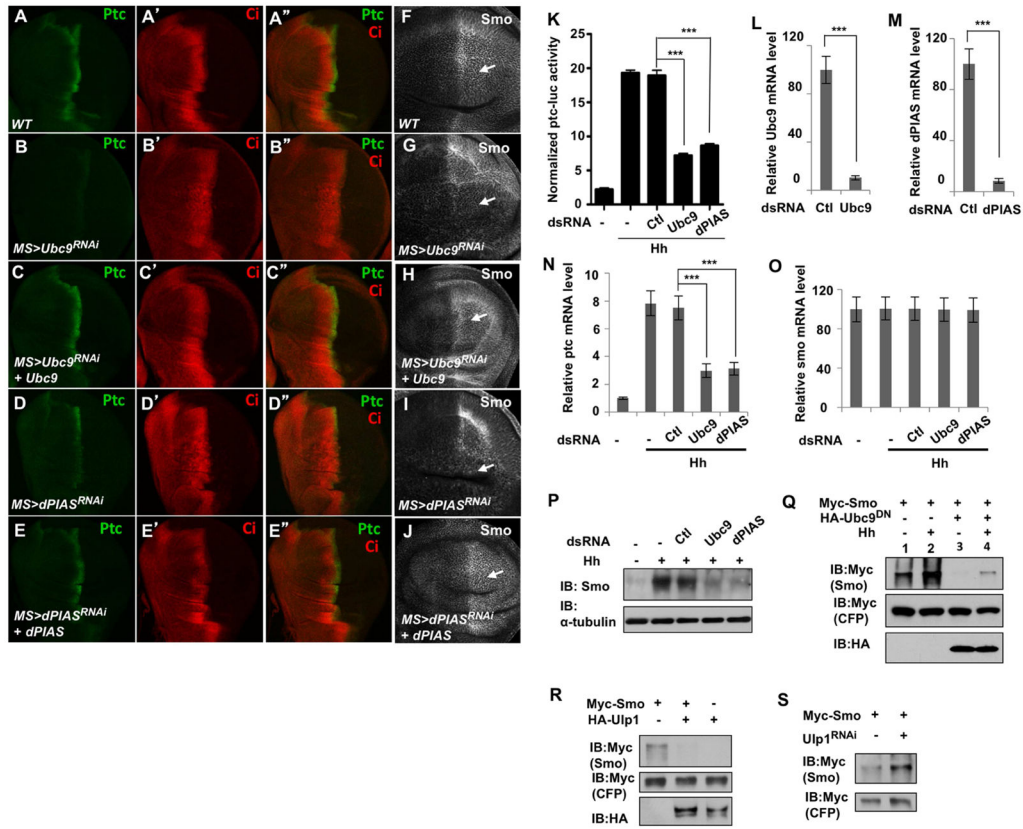 A Ptc
WT
A' Ci
A" Ptc
Ci
F Smo
WT
B Ptc
MS>Ubc9RNAi
B' Ci
B" Ptc
Ci
G Smo
MS>Ubc9RNAi
C Ptc
MS>Ubc9RNAi
+ Ubc9
C' Ci
C" Ptc
Ci
H Smo
MS>Ubc9RNAi
+ Ubc9
D Ptc
MS>dPIASRNAi
D' Ci
D" Ptc
Ci
I Smo
MS>dPIASRNAi
E Ptc
MS>dPIASRNAi
+ dPIAS
E' Ci
E" Ptc
Ci
J Smo
MS>dPIASRNAi
+ dPIAS
K
Normalized ptc-luc activity
25
20
15
10
5
0
***
***
dsRNA - - Ctl Ubc9 dPIAS
Hh
L
Relative Ubc9 mRNA level
120
80
40
0
***
dsRNA Ctl Ubc9
M
Relative dPIAS mRNA level
120
80
40
0
***
dsRNA Ctl dPIAS
N
Relative ptc mRNA level
10
8
6
4
2
0
***
***
dsRNA - - Ctl Ubc9 dPIAS
Hh
O
Relative smo mRNA level
120
80
40
0
dsRNA - - Ctl Ubc9 dPIAS
Hh
P
dsRNA - - Ctl Ubc9 dPIAS
Hh - + + + +
IB: Smo
IB:
α-tubulin
Q
Myc-Smo + + + +
HA-Ubc9DN - - + +
Hh - + - +
1 2 3 4
IB:Myc
(Smo)
IB:Myc
(CFP)
IB:HA
R
Myc-Smo + + -
HA-Ulp1 - + +
IB:Myc
(Smo)
IB:Myc
(CFP)
IB:HA
S
Myc-Smo + +
Ulp1RNAi - +
IB:Myc
(Smo)
IB:Myc
(CFP)